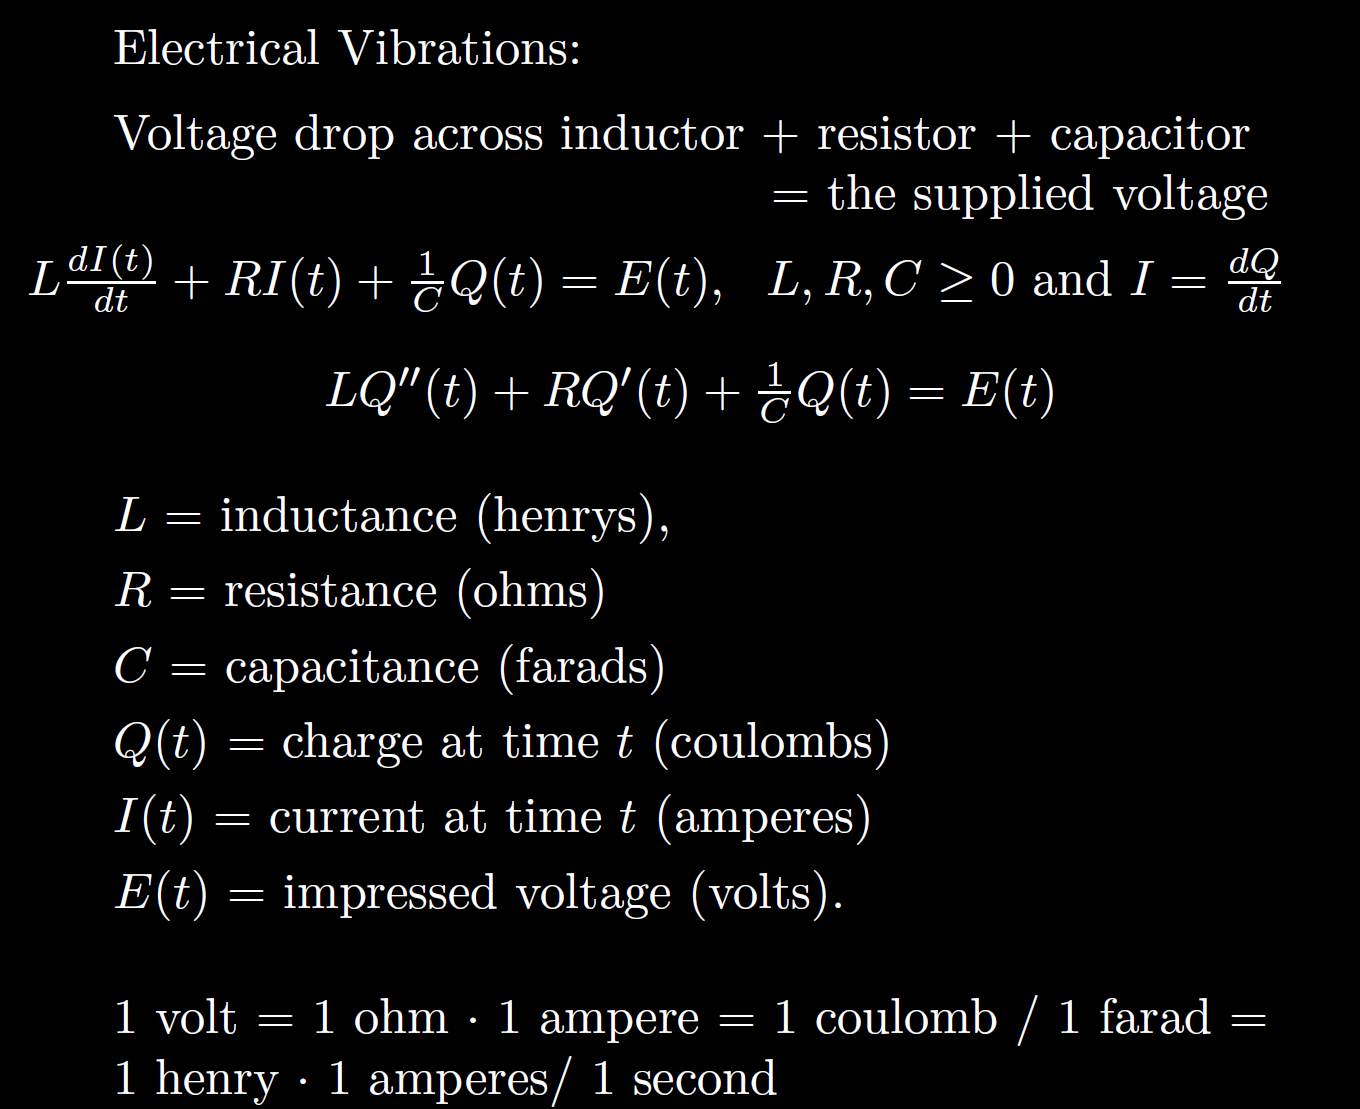 Electrical Vibrations:
Voltage drop across inductor + resistor + capacitor
= the supplied voltage
L dI(t)/dt + RI(t) + 1/C Q(t) = E(t), L, R, C ≥ 0 and I = dQ/dt
LQ″(t) + RQ′(t) + 1/C Q(t) = E(t)
L = inductance (henrys),
R = resistance (ohms)
C = capacitance (farads)
Q(t) = charge at time t (coulombs)
I(t) = current at time t (amperes)
E(t) = impressed voltage (volts).
1 volt = 1 ohm · 1 ampere = 1 coulomb / 1 farad =
1 henry · 1 amperes/ 1 second